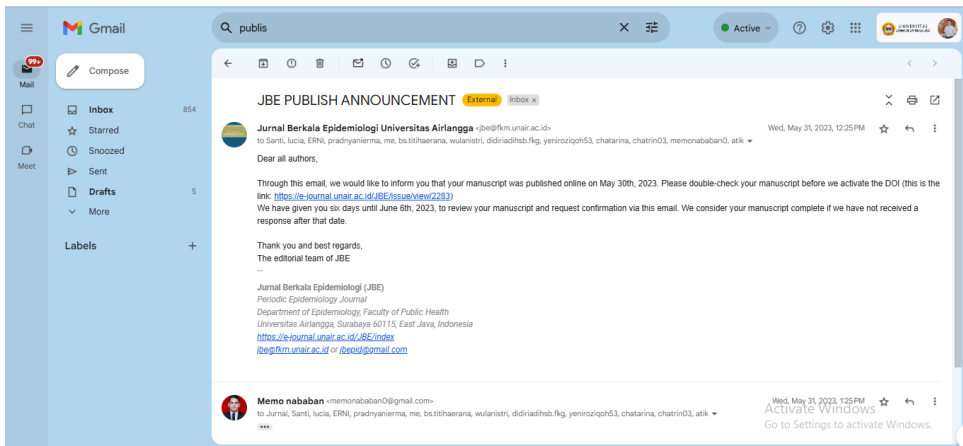 Gmail
publis
Active
99+
Mail
Compose
Chat
Meet
Inbox 854
Starred
Snoozed
Sent
Drafts 5
More
Labels
JBE PUBLISH ANNOUNCEMENT External Inbox x
Jurnal Berkala Epidemiologi Universitas Airlangga <jbe@fkm.unair.ac.id> Wed, May 31, 2023, 12:25 PM
to Santi, lucia, ERNI, pradnyanierma, me, bs.titihaerana, wulanistri, didiriadihsb.fkg, yeniroziqoh53, chatarina, chatrin03, memonababan0, atik
Dear all authors,
Through this email, we would like to inform you that your manuscript was published online on May 30th, 2023. Please double-check your manuscript before we activate the DOI (this is the
link: https://e-journal.unair.ac.id/JBE/issue/view/2283)
We have given you six days until June 6th, 2023, to review your manuscript and request confirmation via this email. We consider your manuscript complete if we have not received a
response after that date.
Thank you and best regards,
The editorial team of JBE
--
Jurnal Berkala Epidemiologi (JBE)
Periodic Epidemiology Journal
Department of Epidemiology, Faculty of Public Health
Universitas Airlangga, Surabaya 60115, East Java, Indonesia
https://e-journal.unair.ac.id/JBE/index
jbe@fkm.unair.ac.id or jbepid@gmail.com
Memo nababan <memonababan0@gmail.com> Wed, May 31, 2023, 1:25 PM
to Jurnal, Santi, lucia, ERNI, pradnyanierma, me, bs.titihaerana, wulanistri, didiriadihsb.fkg, yeniroziqoh53, chatarina, chatrin03, atik
Activate Windows
Go to Settings to activate Windows.